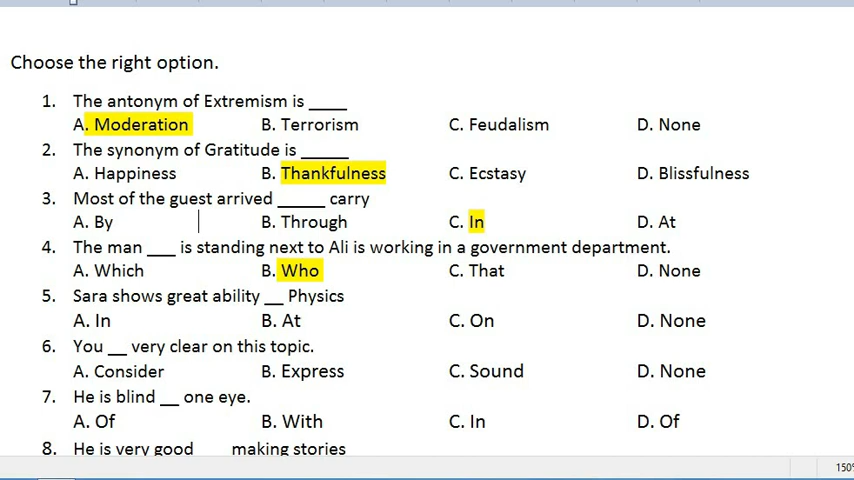 Choose the right option.
1. The antonym of Extremism is ____
A. Moderation B. Terrorism C. Feudalism D. None
2. The synonym of Gratitude is _____
A. Happiness B. Thankfulness C. Ecstasy D. Blissfulness
3. Most of the guest arrived _____ carry
A. By B. Through C. In D. At
4. The man ___ is standing next to Ali is working in a government department.
A. Which B. Who C. That D. None
5. Sara shows great ability __ Physics
A. In B. At C. On D. None
6. You __ very clear on this topic.
A. Consider B. Express C. Sound D. None
7. He is blind __ one eye.
A. Of B. With C. In D. Of
8. He is very good making stories
150%